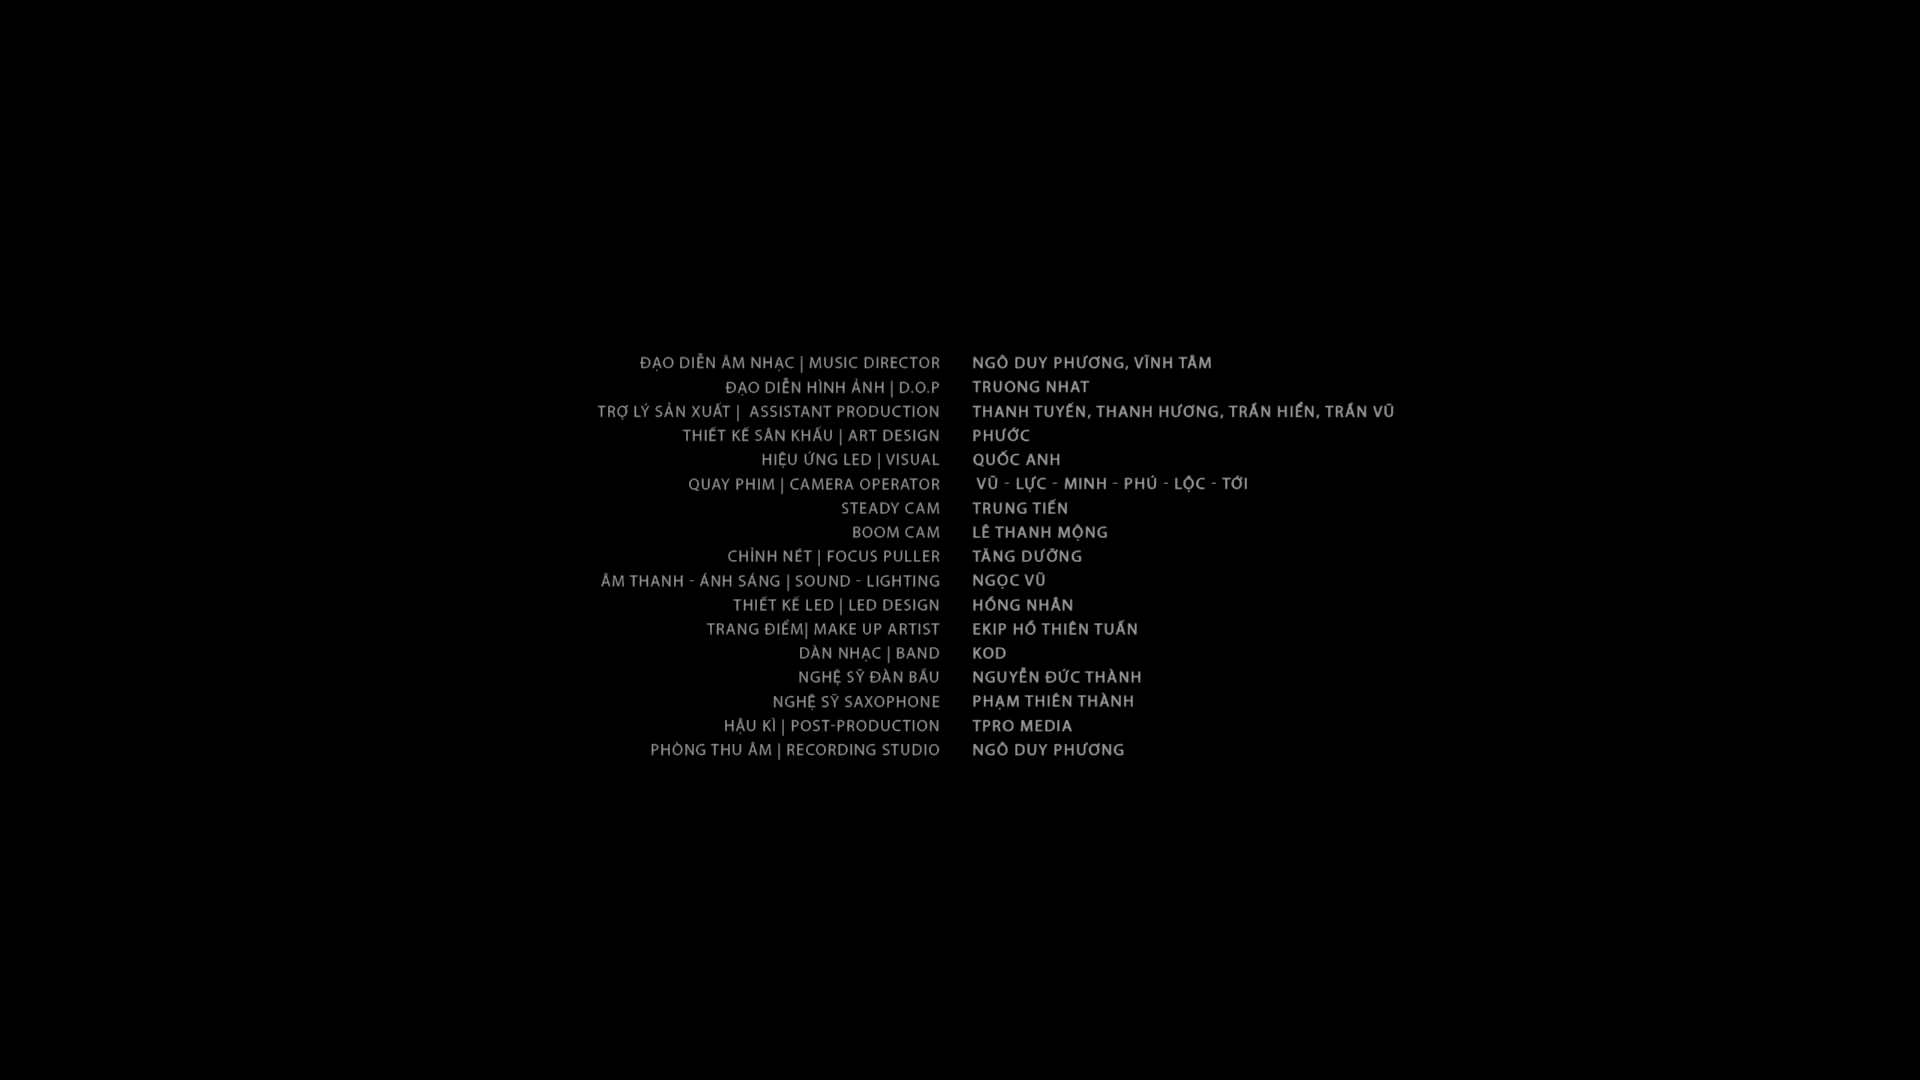 ĐẠO DIỄN ÂM NHẠC | MUSIC DIRECTOR NGÔ DUY PHƯƠNG, VĨNH TÂM
ĐẠO DIỄN HÌNH ẢNH | D.O.P TRUONG NHAT
TRỢ LÝ SẢN XUẤT | ASSISTANT PRODUCTION THANH TUYẾN, THANH HƯƠNG, TRẦN HIỂN, TRẦN VŨ
THIẾT KẾ SÂN KHẤU | ART DESIGN PHƯỚC
HIỆU ỨNG LED | VISUAL QUỐC ANH
QUAY PHIM | CAMERA OPERATOR VŨ - LỰC - MINH - PHÚ - LỘC - TỚI
STEADY CAM TRUNG TIẾN
BOOM CAM LÊ THANH MỘNG
CHỈNH NÉT | FOCUS PULLER TĂNG DƯỠNG
ÂM THANH - ÁNH SÁNG | SOUND - LIGHTING NGỌC VŨ
THIẾT KẾ LED | LED DESIGN HỒNG NHÂN
TRANG ĐIỂM| MAKE UP ARTIST EKIP HỒ THIÊN TUẤN
DÀN NHẠC | BAND KOD
NGHỆ SỸ ĐÀN BẦU NGUYỄN ĐỨC THÀNH
NGHỆ SỸ SAXOPHONE PHẠM THIÊN THÀNH
HẬU KÌ | POST-PRODUCTION TPRO MEDIA
PHÒNG THU ÂM | RECORDING STUDIO NGÔ DUY PHƯƠNG